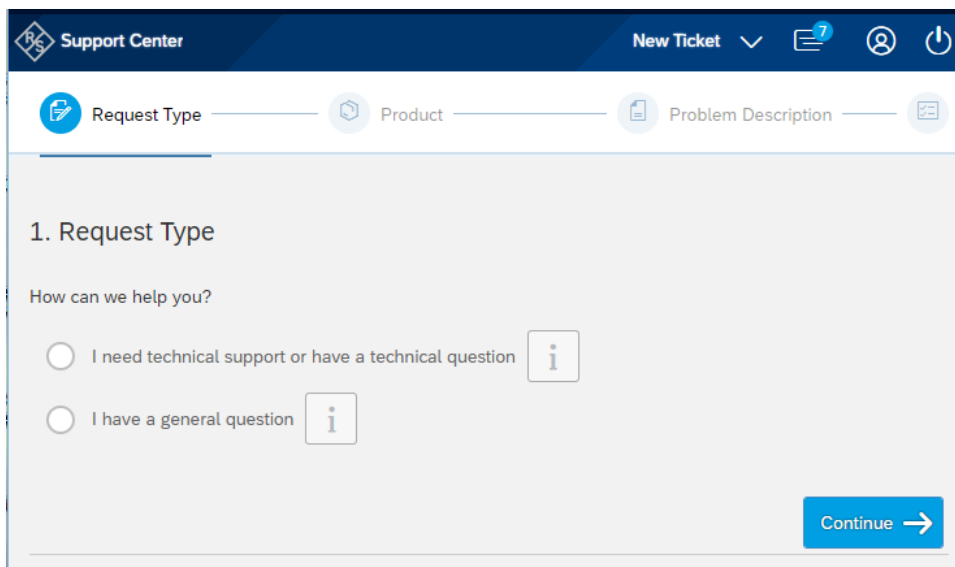 R&S Support Center New Ticket 7
Request Type Product Problem Description
1. Request Type
How can we help you?
I need technical support or have a technical question i
I have a general question i
Continue